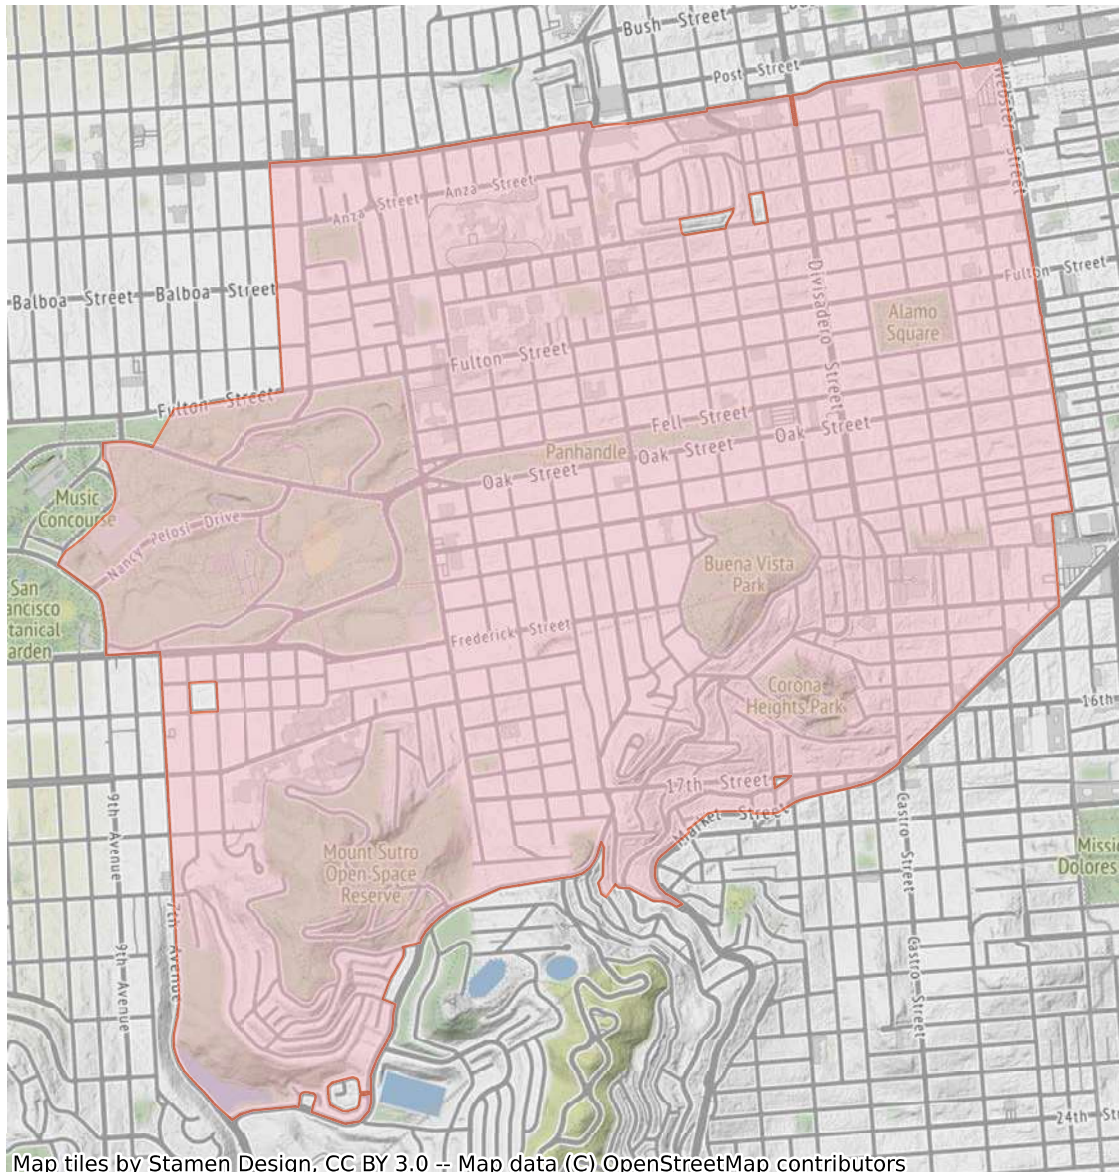 Bush Street
Post Street
Webster Street
Anza Street
Anza Street
Balboa Street
Balboa Street
Divisadero Street
Fulton Street
Alamo
Square
Fulton Street
Fulton Street
Fell Street
Panhandle
Oak Street
Oak Street
Oak Street
Music
Concourse
Nancy Pelosi Drive
Buena Vista
Park
San
ancisco
tanical
arden
Frederick Street
Corona
Heights Park
16th
17th Street
Market Street
9th Avenue
Castro Street
Mount Sutro
Open Space
Reserve
Missi
Dolores
7th Avenue
9th Avenue
Castro Street
24th St
Map tiles by Stamen Design, CC BY 3.0 -- Map data (C) OpenStreetMap contributors